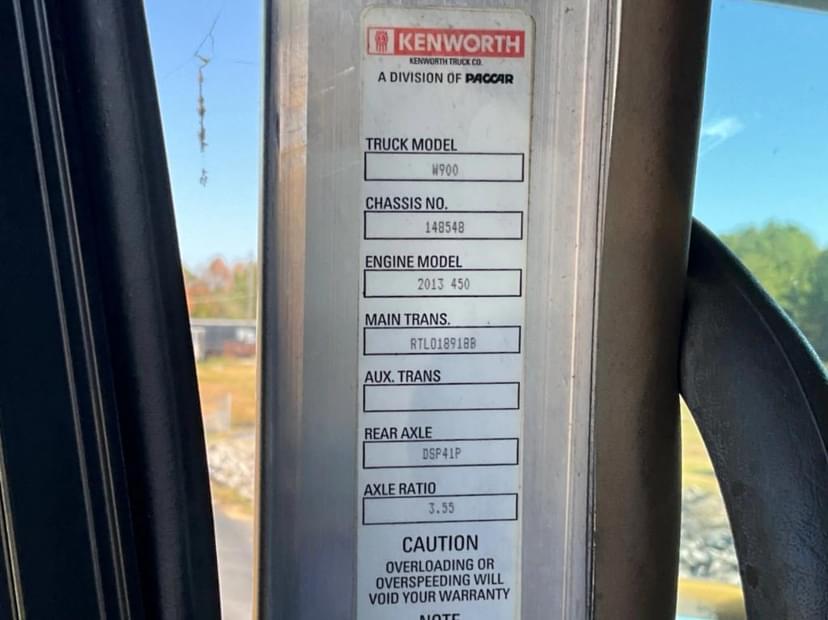 KENWORTH
KENWORTH TRUCK CO.
A DIVISION OF PACCAR
TRUCK MODEL
W900
CHASSIS NO.
148548
ENGINE MODEL
2013 450
MAIN TRANS.
RTLO18918B
AUX. TRANS
REAR AXLE
DSP41P
AXLE RATIO
3.55
CAUTION
OVERLOADING OR
OVERSPEEDING WILL
VOID YOUR WARRANTY
NOTE